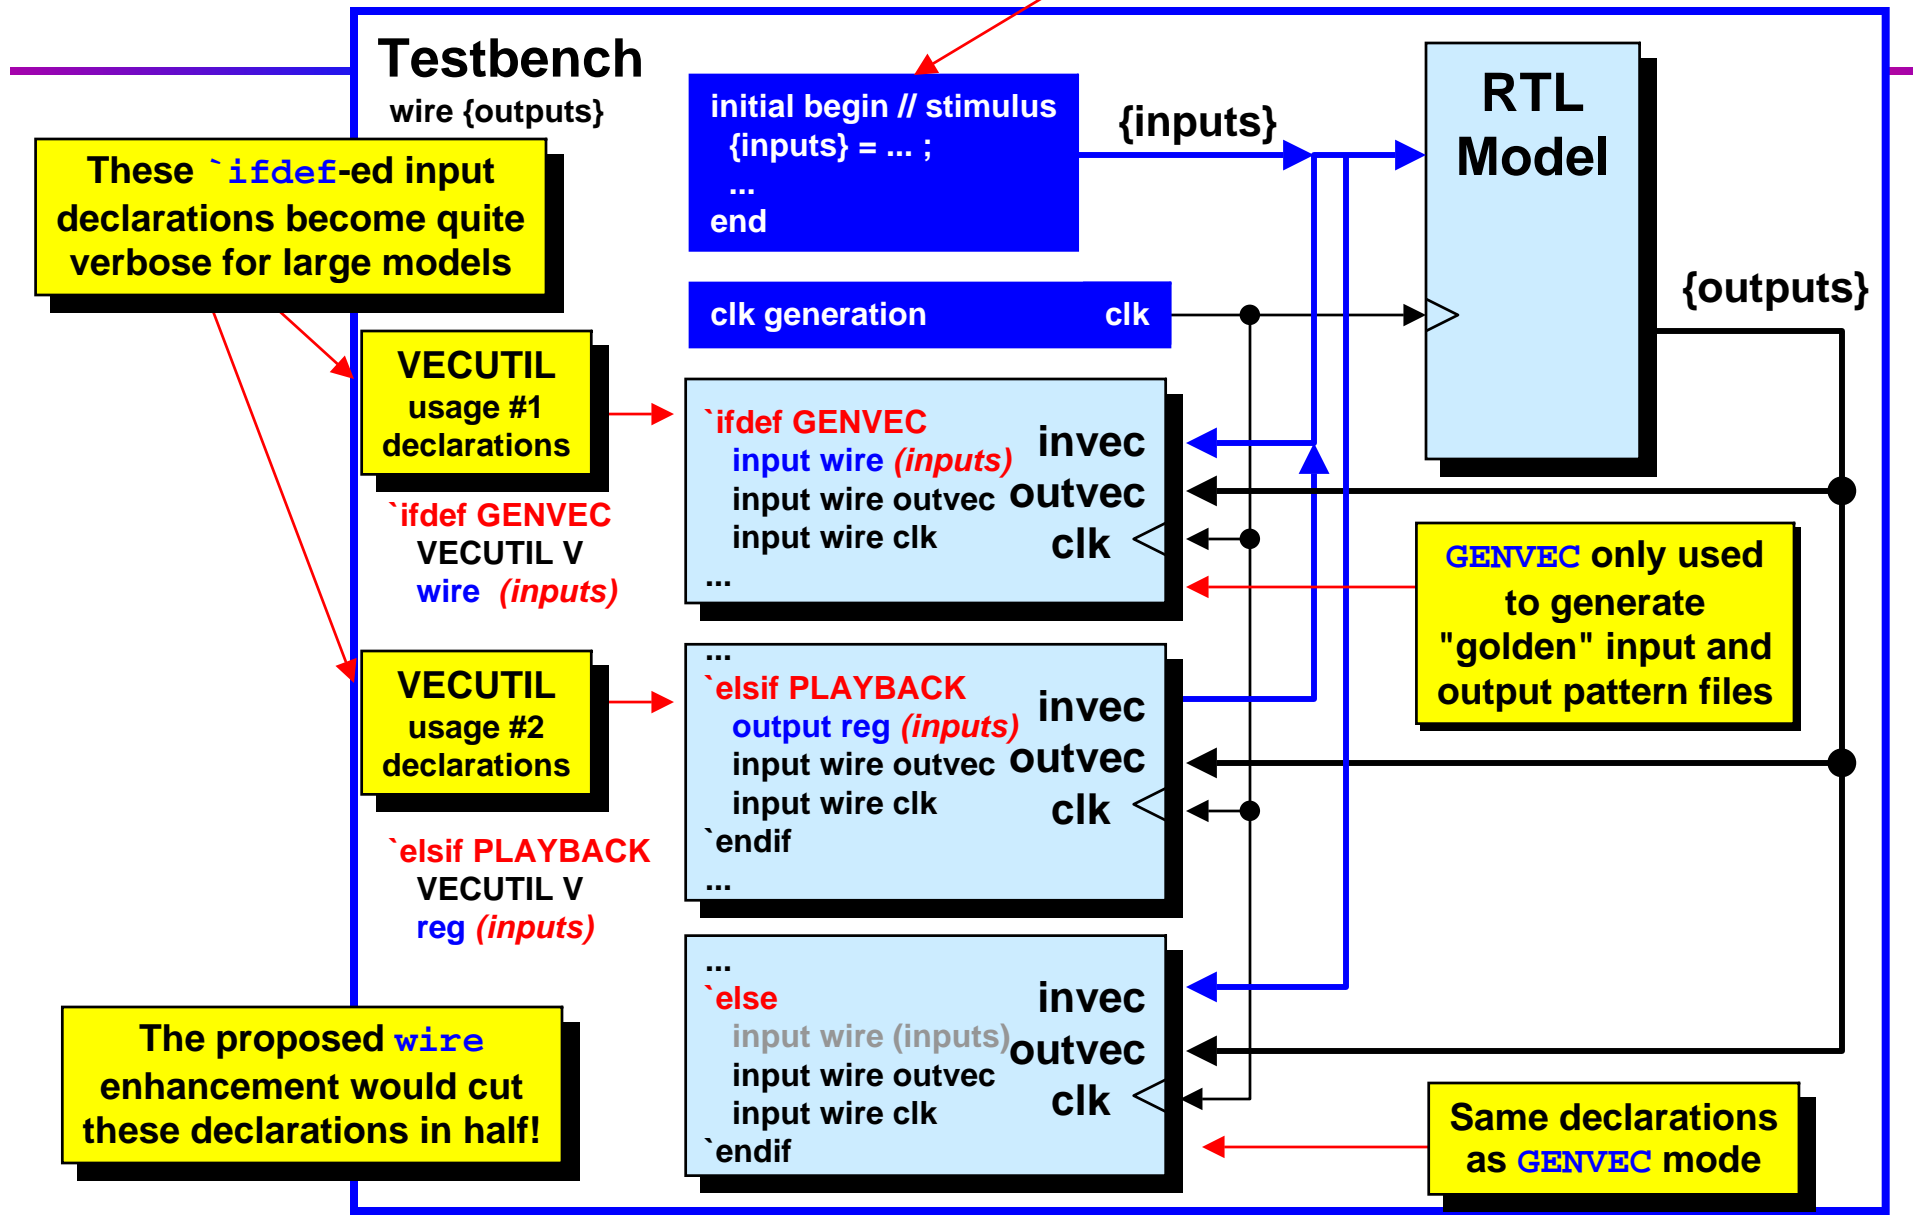 Testbench
wire {outputs}
These `ifdef-ed input
declarations become quite
verbose for large models
initial begin // stimulus
{inputs} = ... ;
...
end
{inputs}
RTL
Model
clk generation clk
{outputs}
VECUTIL
usage #1
declarations
`ifdef GENVEC
VECUTIL V
wire (inputs)
`ifdef GENVEC
input wire (inputs)
input wire outvec
input wire clk
...
invec
outvec
clk
GENVEC only used
to generate
"golden" input and
output pattern files
VECUTIL
usage #2
declarations
`elsif PLAYBACK
VECUTIL V
reg (inputs)
...
`elsif PLAYBACK
output reg (inputs)
input wire outvec
input wire clk
`endif
...
invec
outvec
clk
The proposed wire
enhancement would cut
these declarations in half!
...
`else
input wire (inputs)
input wire outvec
input wire clk
`endif
invec
outvec
clk
Same declarations
as GENVEC mode